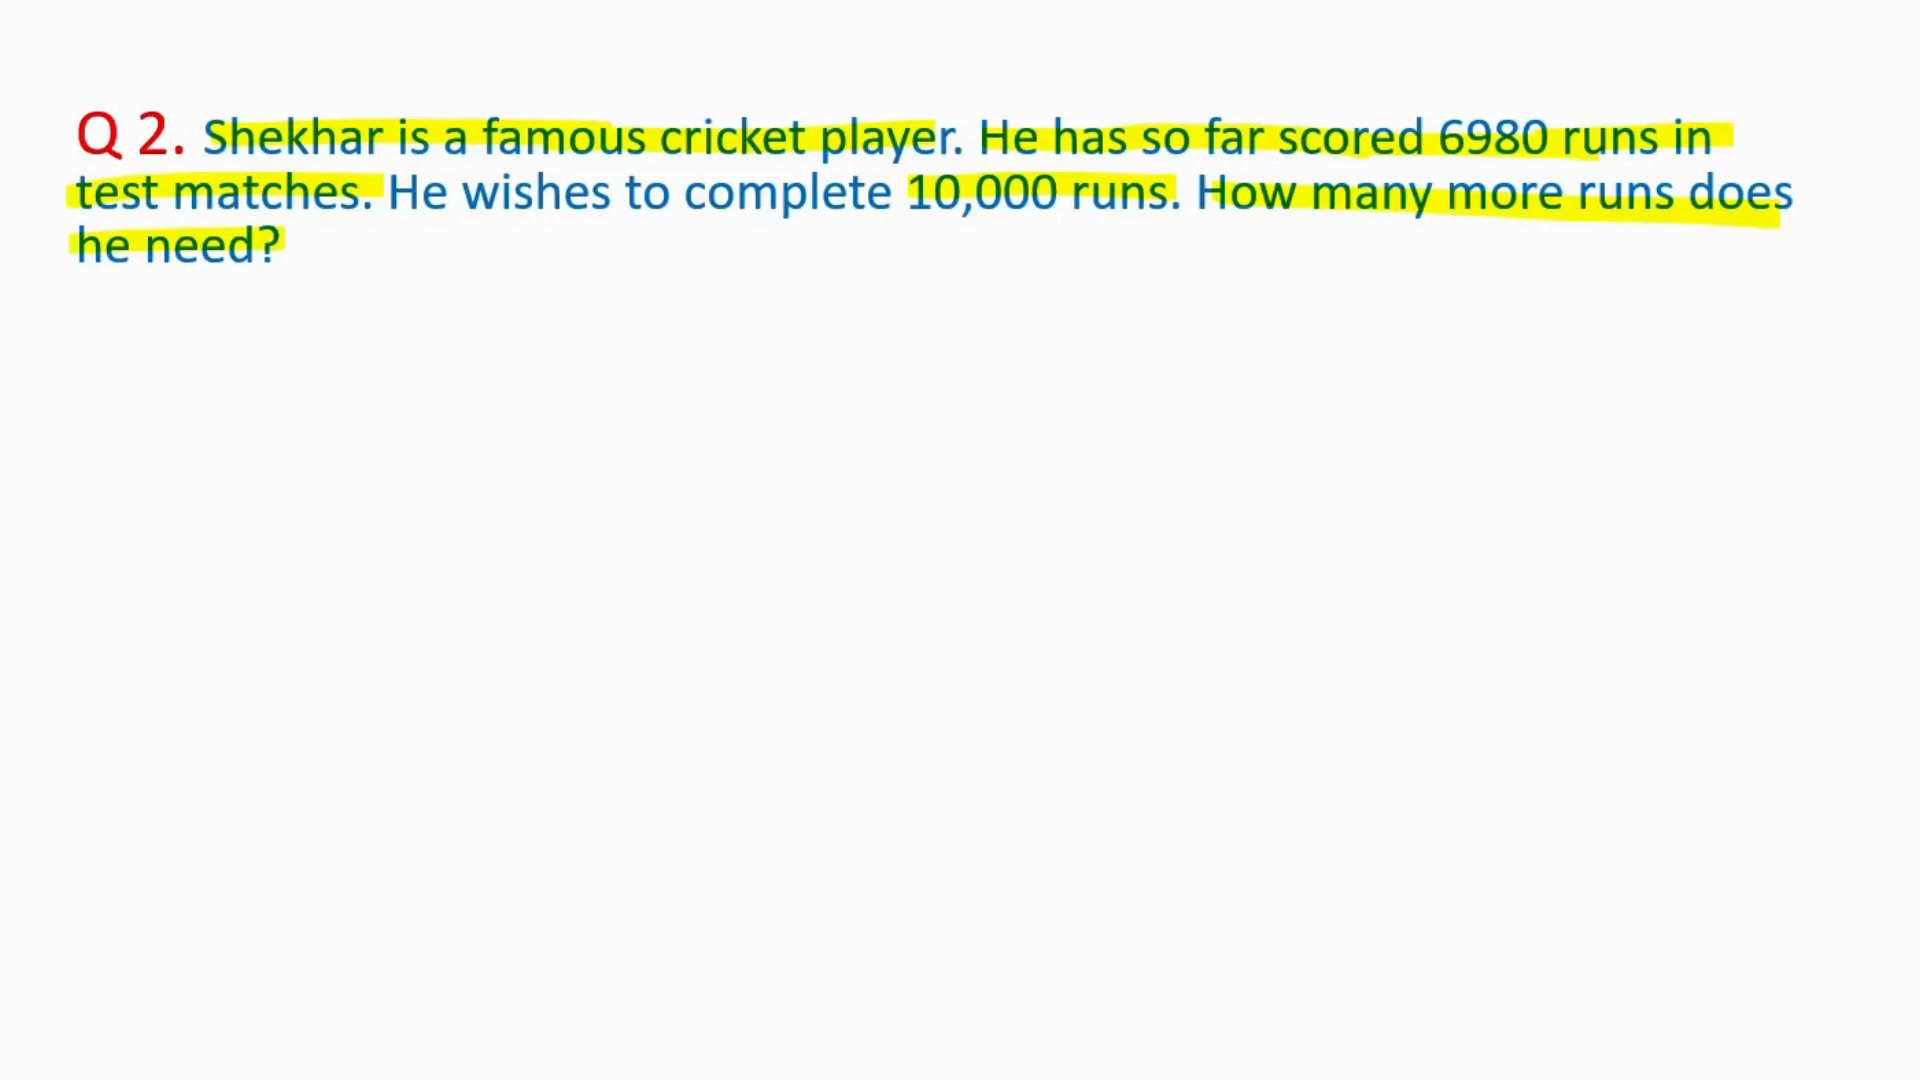 Q 2. Shekhar is a famous cricket player. He has so far scored 6980 runs in
test matches. He wishes to complete 10,000 runs. How many more runs does
he need?